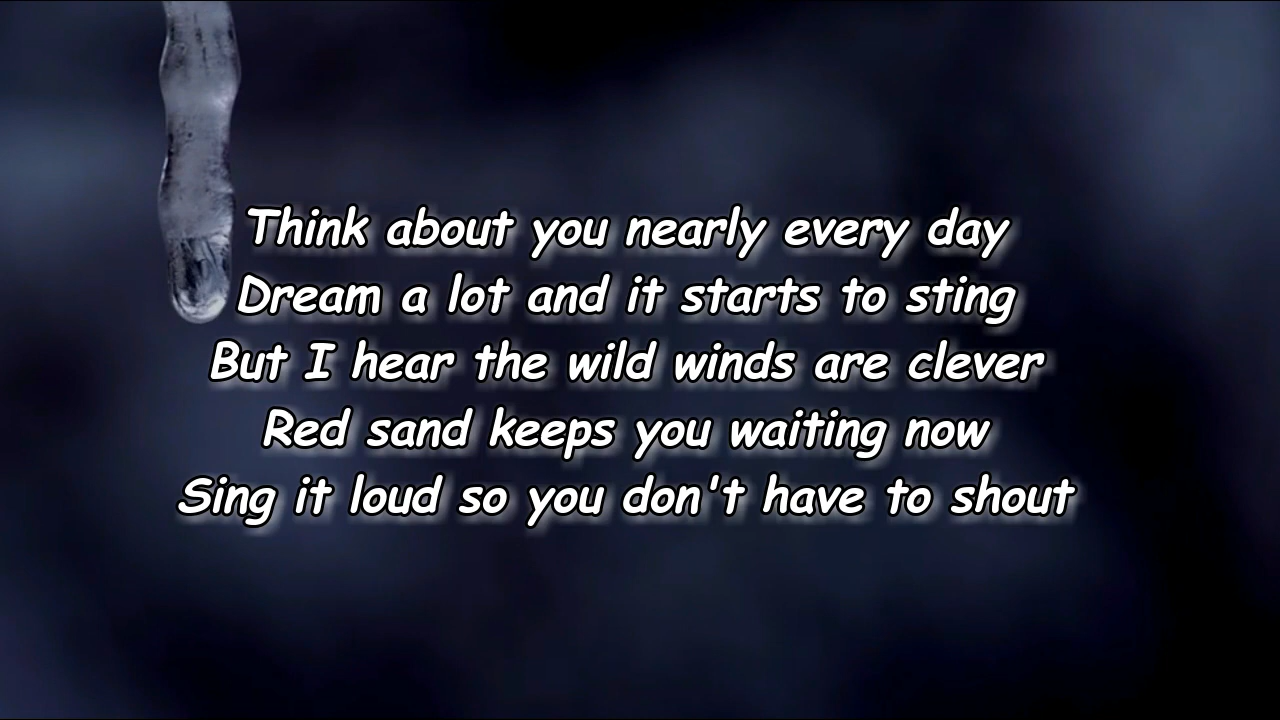 Think about you nearly every day
Dream a lot and it starts to sting
But I hear the wild winds are clever
Red sand keeps you waiting now
Sing it loud so you don't have to shout